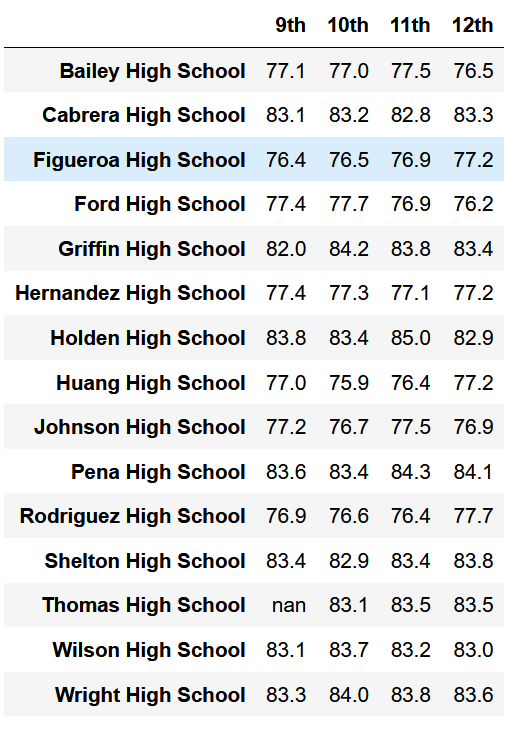 9th 10th 11th 12th
Bailey High School 77.1 77.0 77.5 76.5
Cabrera High School 83.1 83.2 82.8 83.3
Figueroa High School 76.4 76.5 76.9 77.2
Ford High School 77.4 77.7 76.9 76.2
Griffin High School 82.0 84.2 83.8 83.4
Hernandez High School 77.4 77.3 77.1 77.2
Holden High School 83.8 83.4 85.0 82.9
Huang High School 77.0 75.9 76.4 77.2
Johnson High School 77.2 76.7 77.5 76.9
Pena High School 83.6 83.4 84.3 84.1
Rodriguez High School 76.9 76.6 76.4 77.7
Shelton High School 83.4 82.9 83.4 83.8
Thomas High School nan 83.1 83.5 83.5
Wilson High School 83.1 83.7 83.2 83.0
Wright High School 83.3 84.0 83.8 83.6